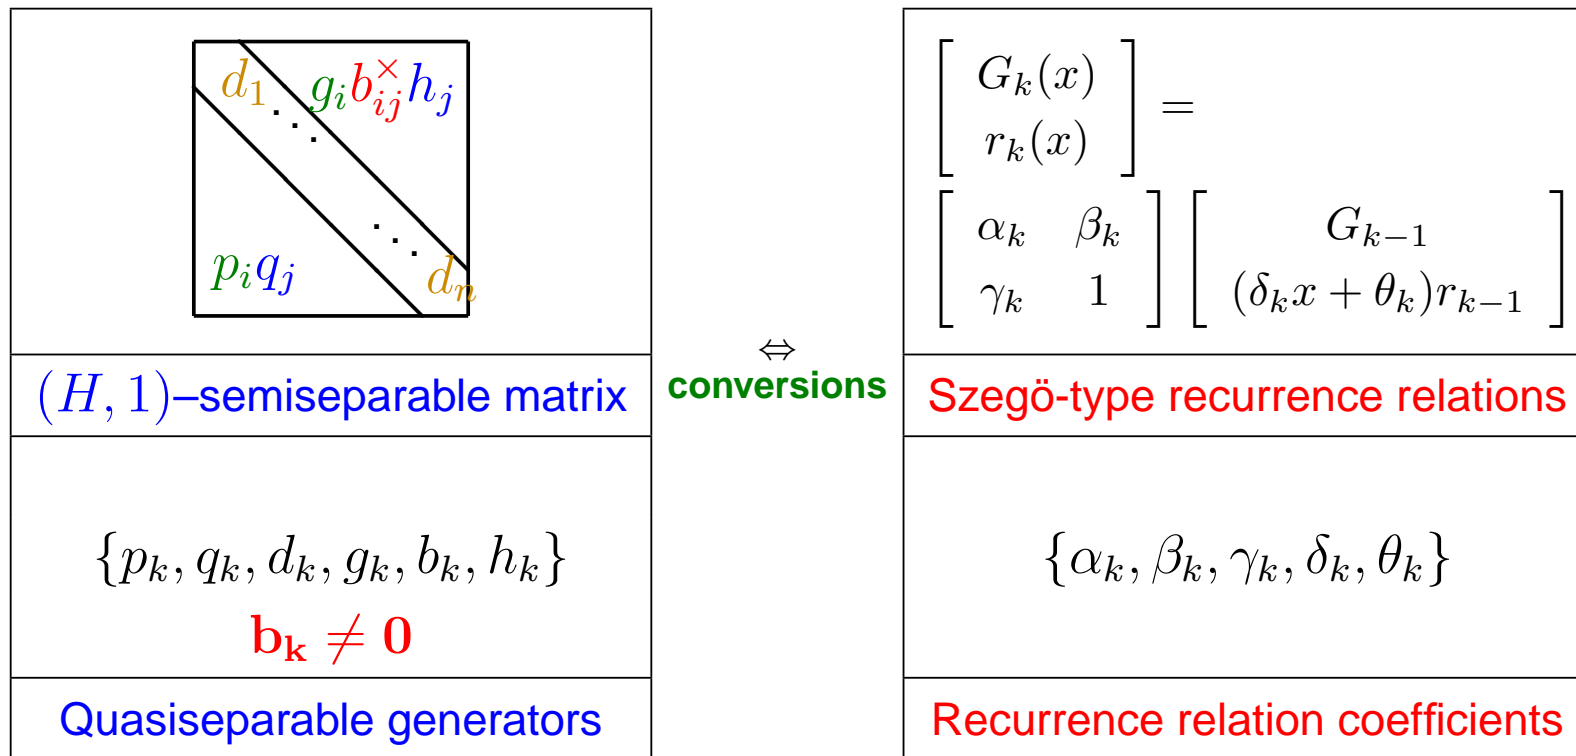 d_1 ⋱ g_i b_{ij}^× h_j
p_i q_j ⋱ d_n
(H, 1)–semiseparable matrix
{p_k, q_k, d_k, g_k, b_k, h_k}
b_k ≠ 0
Quasiseparable generators
⇔
conversions
[ G_k(x) ; r_k(x) ] =
[ α_k β_k ; γ_k 1 ] [ G_{k−1} ; (δ_k x + θ_k)r_{k−1} ]
Szegö-type recurrence relations
{α_k, β_k, γ_k, δ_k, θ_k}
Recurrence relation coefficients